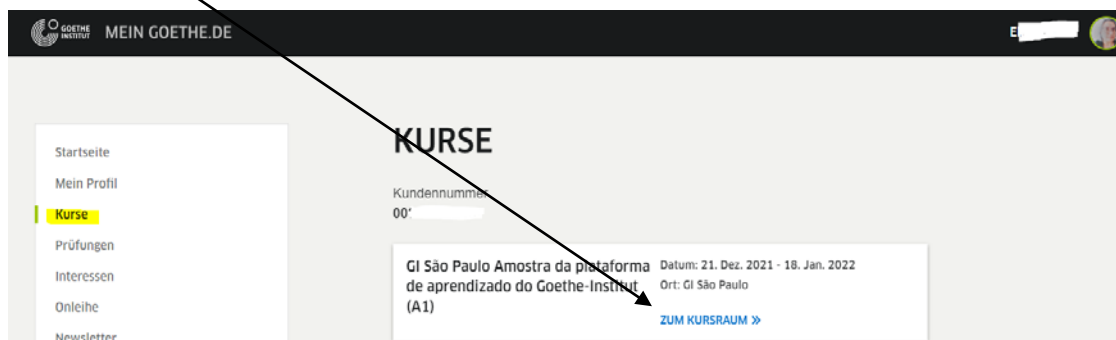 GOETHE INSTITUT MEIN GOETHE.DE
E
Startseite
Mein Profil
Kurse
Prüfungen
Interessen
Onleihe
Newsletter
KURSE
Kundennummer
00
GI São Paulo Amostra da plataforma
de aprendizado do Goethe-Institut
(A1)
Datum: 21. Dez. 2021 - 18. Jan. 2022
Ort: GI São Paulo
ZUM KURSRAUM »